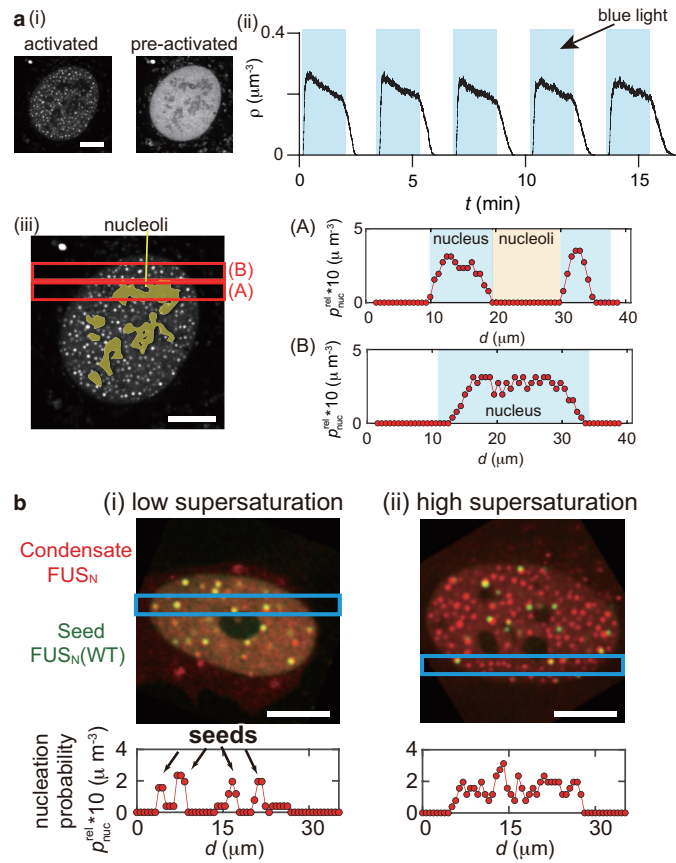 a (i)
activated
pre-activated
(ii)
blue light
0.4
ρ (μm⁻³)
0
0
5
10
15
t (min)
(iii)
nucleoli
(B)
(A)
(A)
5
nucleus
nucleoli
p_nuc^rel *10 (μ m⁻³)
0
0
10
20
30
40
d (μm)
(B)
5
nucleus
p_nuc^rel *10 (μ m⁻³)
0
0
10
20
30
40
d (μm)
b
(i) low supersaturation
(ii) high supersaturation
Condensate
FUS_N
Seed
FUS_N(WT)
seeds
nucleation
probability
p_nuc^rel *10 (μ m⁻³)
4
2
0
0
15
30
d (μm)
4
2
0
0
15
30
d (μm)